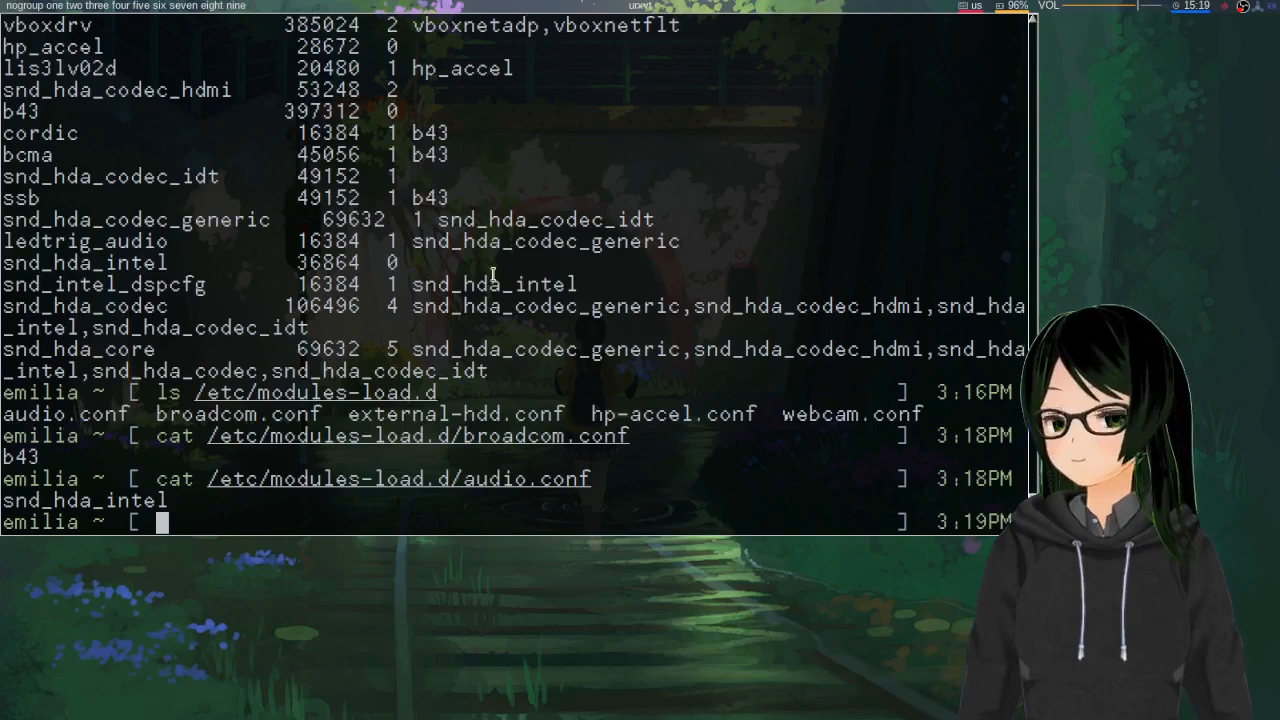 nogroup one two three four five six seven eight nine urxvt us 96% VOL 15:19
vboxdrv 385024 2 vboxnetadp,vboxnetflt
hp_accel 28672 0
lis3lv02d 20480 1 hp_accel
snd_hda_codec_hdmi 53248 2
b43 397312 0
cordic 16384 1 b43
bcma 45056 1 b43
snd_hda_codec_idt 49152 1
ssb 49152 1 b43
snd_hda_codec_generic 69632 1 snd_hda_codec_idt
ledtrig_audio 16384 1 snd_hda_codec_generic
snd_hda_intel 36864 0
snd_intel_dspcfg 16384 1 snd_hda_intel
snd_hda_codec 106496 4 snd_hda_codec_generic,snd_hda_codec_hdmi,snd_hda
_intel,snd_hda_codec_idt
snd_hda_core 69632 5 snd_hda_codec_generic,snd_hda_codec_hdmi,snd_hda
_intel,snd_hda_codec,snd_hda_codec_idt
emilia ~ [ ls /etc/modules-load.d ] 3:16PM
audio.conf broadcom.conf external-hdd.conf hp-accel.conf webcam.conf
emilia ~ [ cat /etc/modules-load.d/broadcom.conf ] 3:18PM
b43
emilia ~ [ cat /etc/modules-load.d/audio.conf ] 3:18PM
snd_hda_intel
emilia ~ [ ] 3:19PM